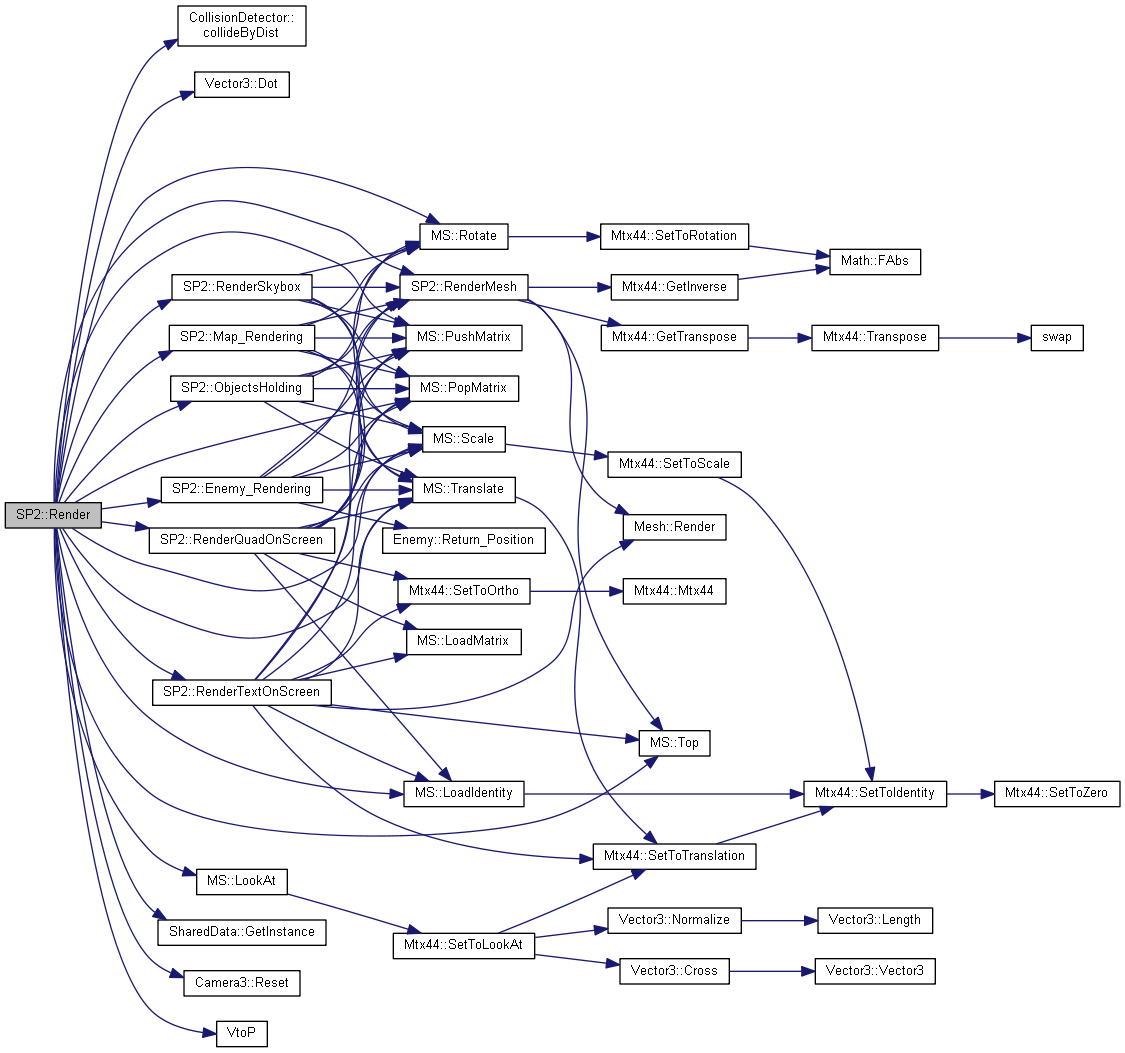 CollisionDetector::
collideByDist
Vector3::Dot
MS::Rotate
Mtx44::SetToRotation
Math::FAbs
SP2::RenderSkybox
SP2::RenderMesh
Mtx44::GetInverse
SP2::Map_Rendering
MS::PushMatrix
Mtx44::GetTranspose
Mtx44::Transpose
swap
SP2::ObjectsHolding
MS::PopMatrix
MS::Scale
Mtx44::SetToScale
SP2::Enemy_Rendering
MS::Translate
SP2::Render
Mesh::Render
SP2::RenderQuadOnScreen
Enemy::Return_Position
Mtx44::SetToOrtho
Mtx44::Mtx44
MS::LoadMatrix
SP2::RenderTextOnScreen
MS::Top
MS::LoadIdentity
Mtx44::SetToIdentity
Mtx44::SetToZero
Mtx44::SetToTranslation
MS::LookAt
Vector3::Normalize
Vector3::Length
SharedData::GetInstance
Mtx44::SetToLookAt
Vector3::Cross
Vector3::Vector3
Camera3::Reset
VtoP